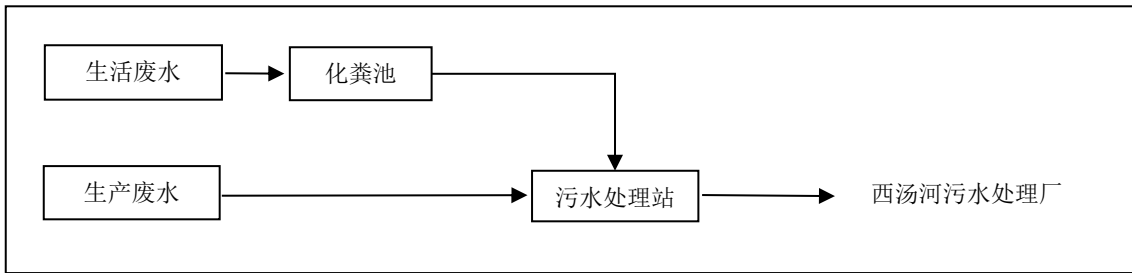 生活废水
化粪池
生产废水
污水处理站
西汤河污水处理厂